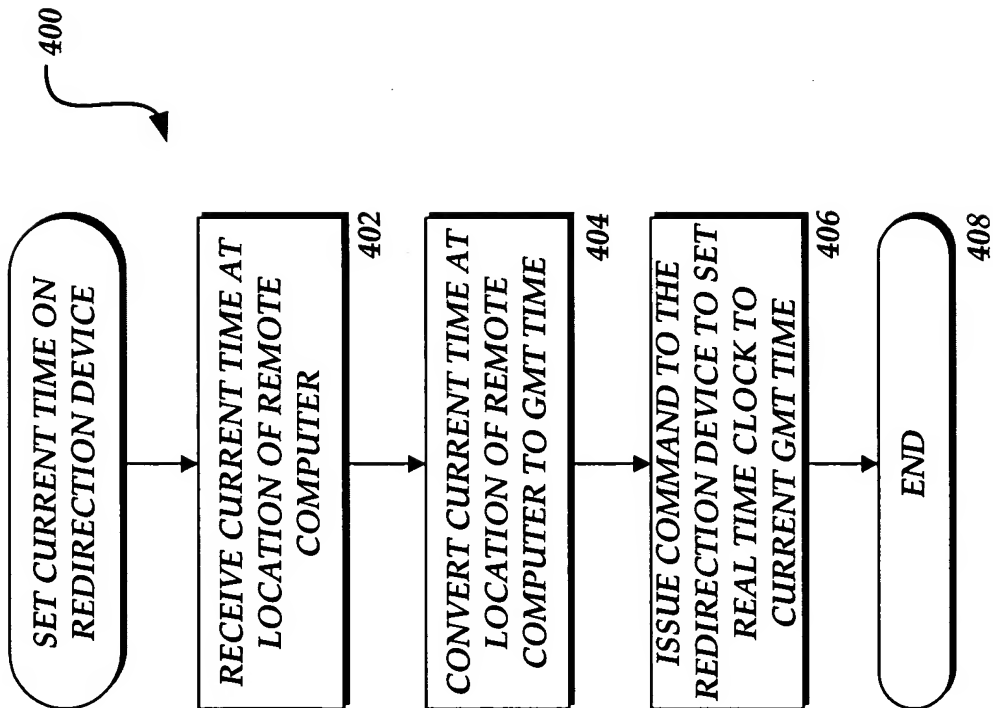 400
SET CURRENT TIME ON
REDIRECTION DEVICE
RECEIVE CURRENT TIME AT
LOCATION OF REMOTE
COMPUTER
402
CONVERT CURRENT TIME AT
LOCATION OF REMOTE
COMPUTER TO GMT TIME
404
ISSUE COMMAND TO THE
REDIRECTION DEVICE TO SET
REAL TIME CLOCK TO
CURRENT GMT TIME
406
END
408